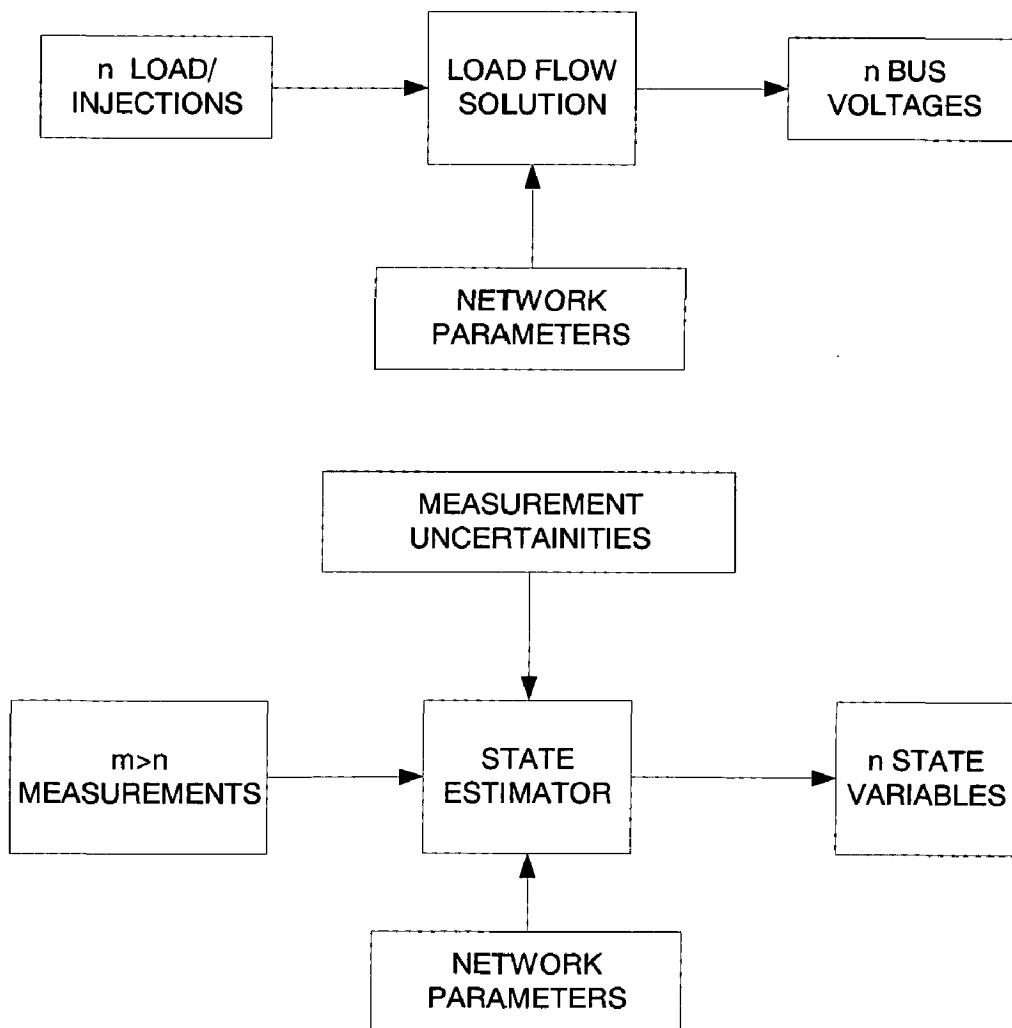 n LOAD/
INJECTIONS
LOAD FLOW
SOLUTION
n BUS
VOLTAGES
NETWORK
PARAMETERS
MEASUREMENT
UNCERTAINITIES
m>n
MEASUREMENTS
STATE
ESTIMATOR
n STATE
VARIABLES
NETWORK
PARAMETERS